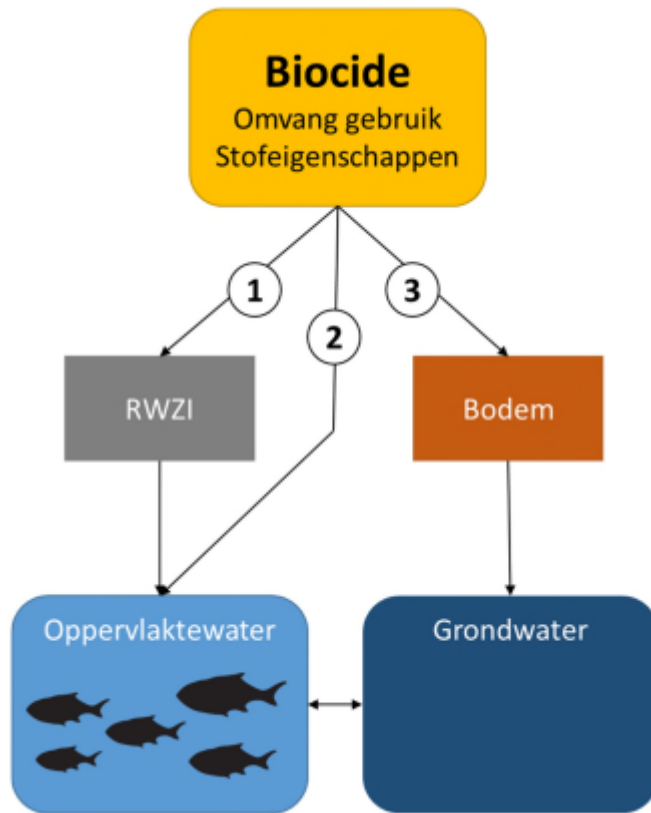 Biocide
Omvang gebruik
Stofeigenschappen
1
2
3
RWZI
Bodem
Oppervlaktewater
Grondwater